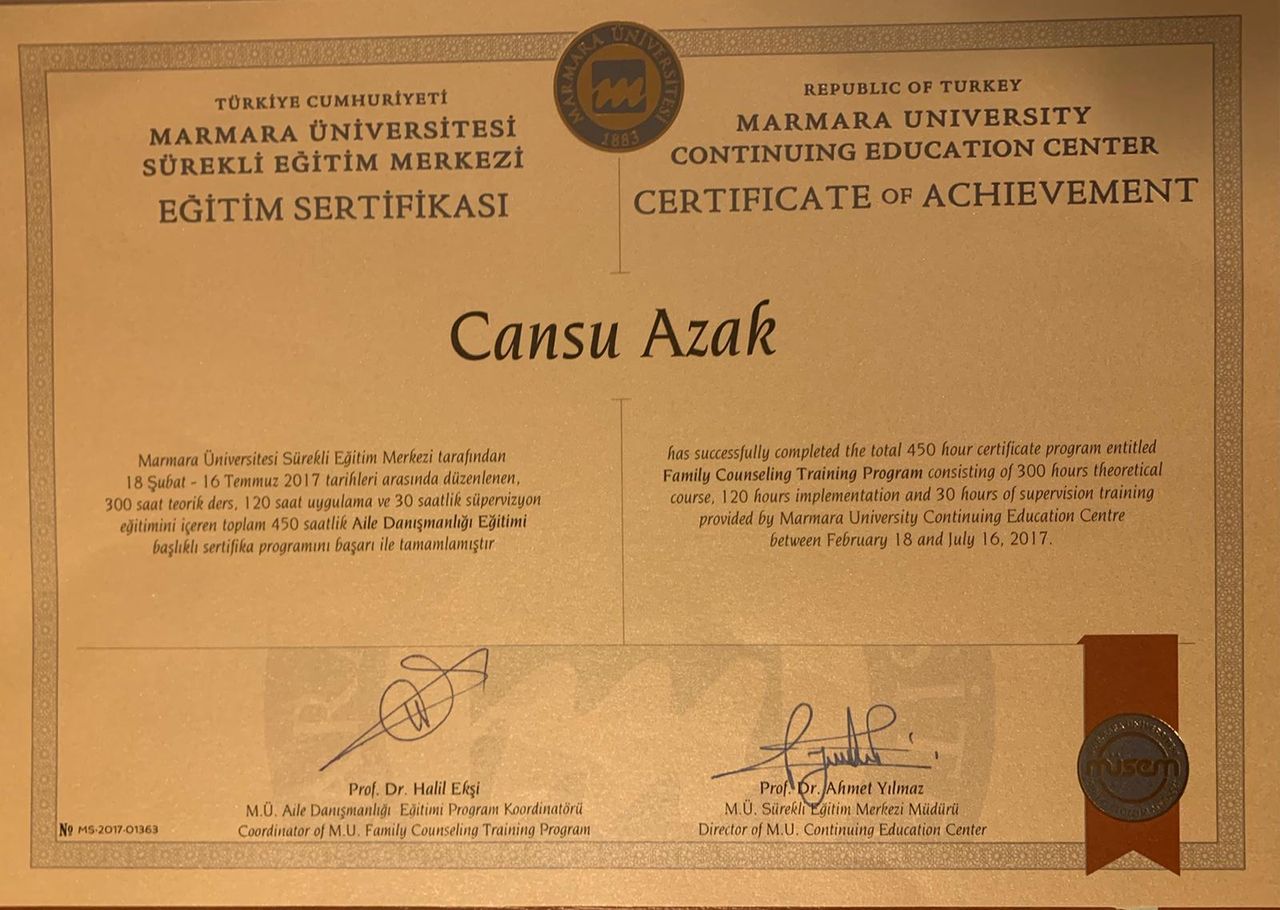 MARMARA ÜNİVERSİTESİ
m
1883
TÜRKİYE CUMHURİYETİ
MARMARA ÜNİVERSİTESİ
SÜREKLİ EĞİTİM MERKEZİ
EĞİTİM SERTİFİKASI
REPUBLIC OF TURKEY
MARMARA UNIVERSITY
CONTINUING EDUCATION CENTER
CERTIFICATE OF ACHIEVEMENT
Cansu Azak
Marmara Üniversitesi Sürekli Eğitim Merkezi tarafından
18 Şubat - 16 Temmuz 2017 tarihleri arasında düzenlenen,
300 saat teorik ders, 120 saat uygulama ve 30 saatlik süpervizyon
eğitimini içeren toplam 450 saatlik Aile Danışmanlığı Eğitimi
başlıklı sertifika programını başarı ile tamamlamıştır
has successfully completed the total 450 hour certificate program entitled
Family Counseling Training Program consisting of 300 hours theoretical
course, 120 hours implementation and 30 hours of supervision training
provided by Marmara University Continuing Education Centre
between February 18 and July 16, 2017.
Prof. Dr. Halil Ekşi
M.Ü. Aile Danışmanlığı Eğitimi Program Koordinatörü
Coordinator of M.U. Family Counseling Training Program
Prof. Dr. Ahmet Yılmaz
M.Ü. Sürekli Eğitim Merkezi Müdürü
Director of M.U. Continuing Education Center
№ MS-2017-01363
müsem